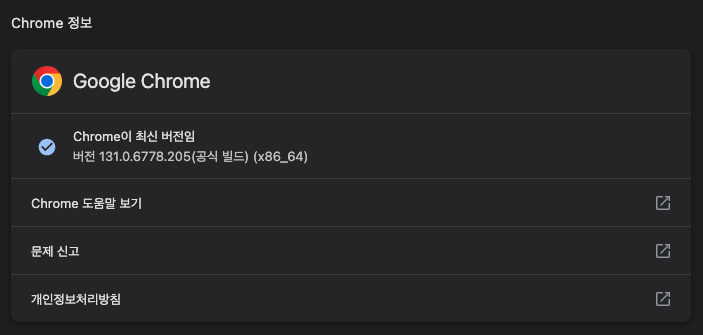 Chrome 정보
Google Chrome
Chrome이 최신 버전임
버전 131.0.6778.205(공식 빌드) (x86_64)
Chrome 도움말 보기
문제 신고
개인정보처리방침